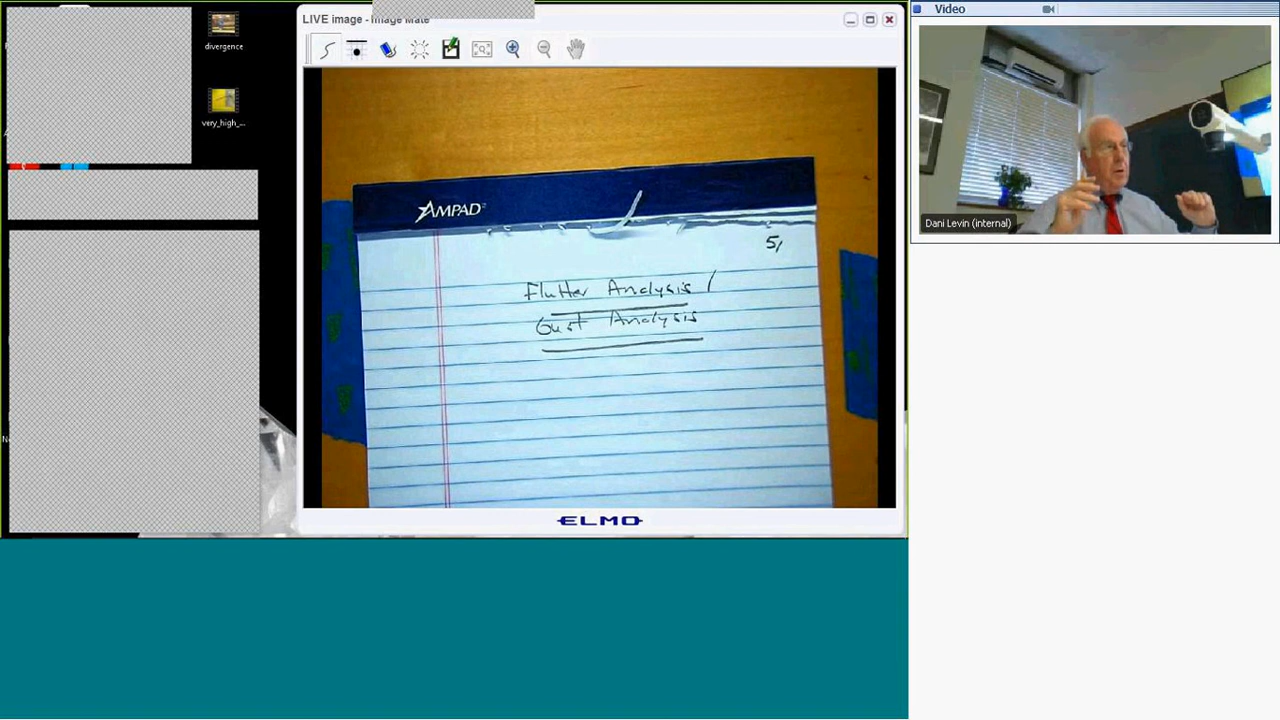 divergence
very_high_...
LIVE image - Image Mate
AMPAD
5,
Flutter Analysis /
Gust Analysis
ELMO
Video
Dani Levin (internal)